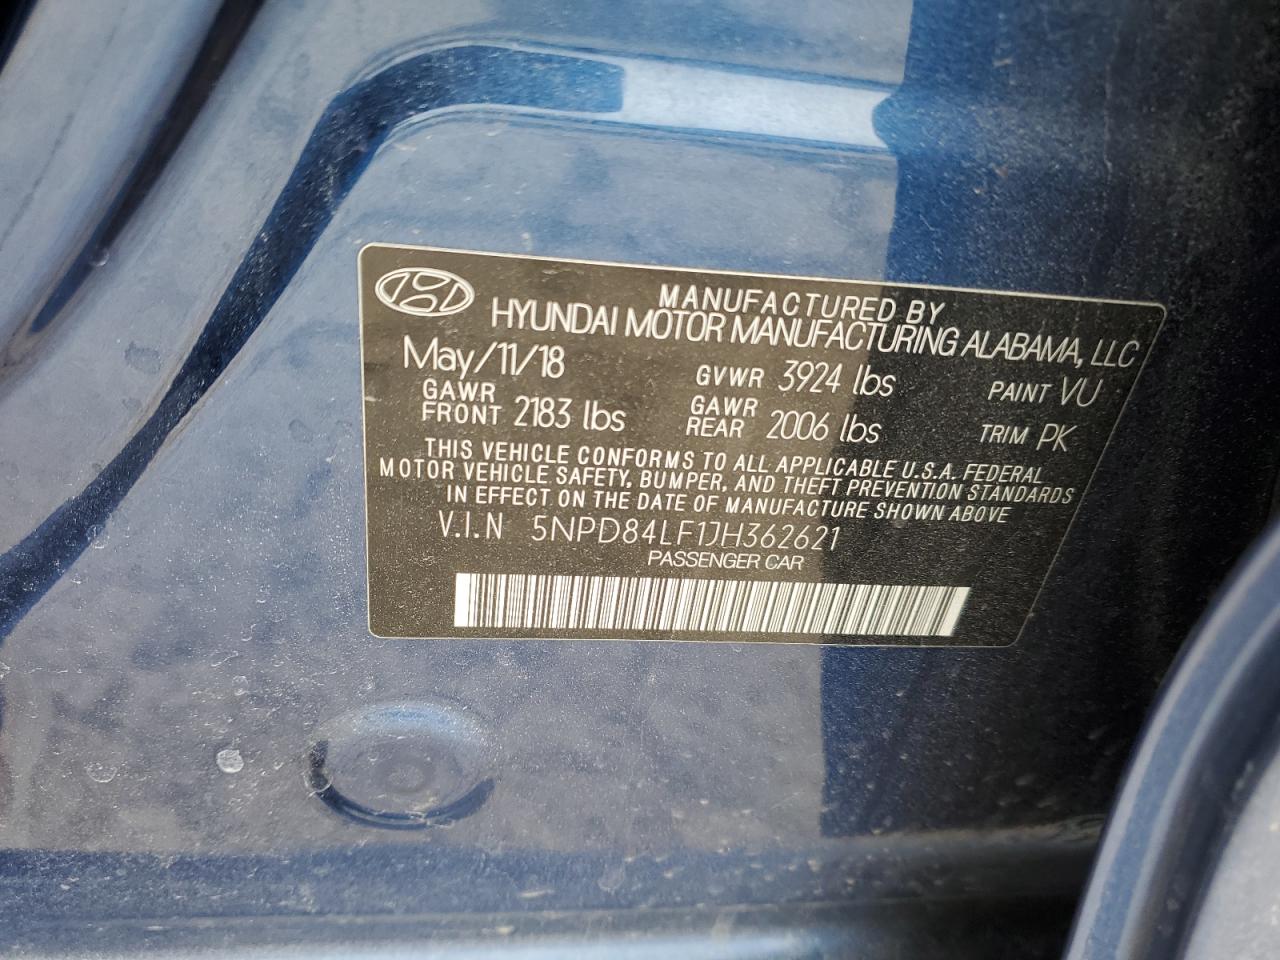 MANUFACTURED BY
HYUNDAI MOTOR MANUFACTURING ALABAMA, LLC
May/11/18 GVWR 3924 lbs PAINT VU
GAWR FRONT 2183 lbs GAWR REAR 2006 lbs TRIM PK
THIS VEHICLE CONFORMS TO ALL APPLICABLE U.S.A. FEDERAL
MOTOR VEHICLE SAFETY, BUMPER, AND THEFT PREVENTION STANDARDS
IN EFFECT ON THE DATE OF MANUFACTURE SHOWN ABOVE
V.I.N 5NPD84LF1JH362621
PASSENGER CAR